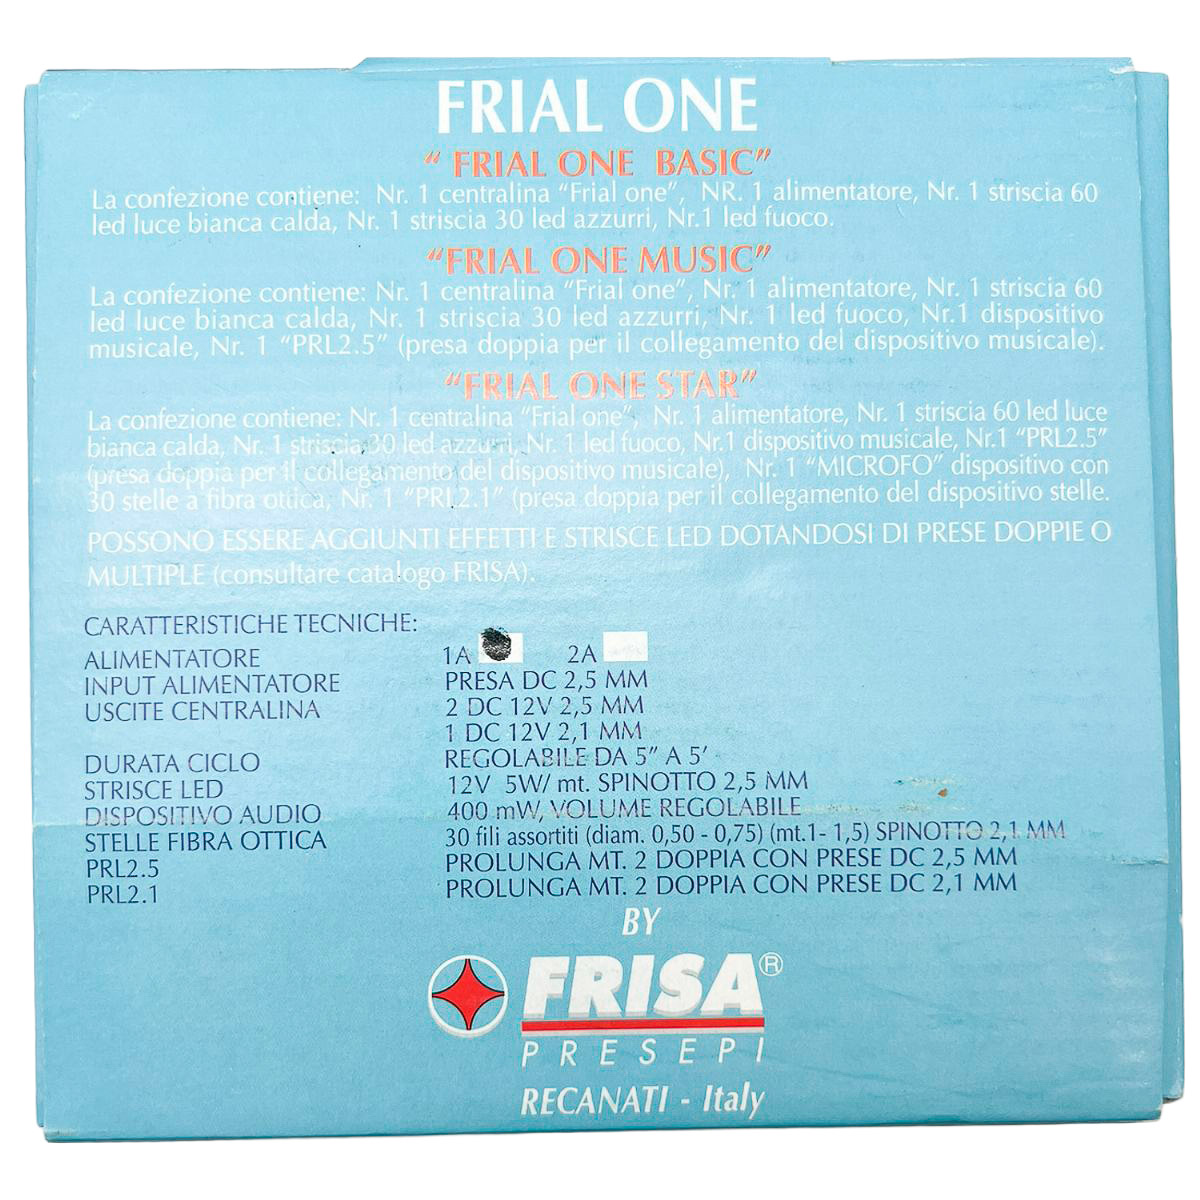 FRIAL ONE
“ FRIAL ONE BASIC”
La confezione contiene: Nr. 1 centralina “Frial one”, NR. 1 alimentatore, Nr. 1 striscia 60
led luce bianca calda, Nr. 1 striscia 30 led azzurri, Nr.1 led fuoco.
“FRIAL ONE MUSIC”
La confezione contiene: Nr. 1 centralina “Frial one”, Nr. 1 alimentatore, Nr. 1 striscia 60
led luce bianca calda, Nr. 1 striscia 30 led azzurri, Nr. 1 led fuoco, Nr.1 dispositivo
musicale, Nr. 1 “PRL2.5” (presa doppia per il collegamento del dispositivo musicale).
“FRIAL ONE STAR”
La confezione contiene: Nr. 1 centralina “Frial one”, Nr. 1 alimentatore, Nr. 1 striscia 60 led luce
bianca calda, Nr. 1 striscia 30 led azzurri, Nr. 1 led fuoco, Nr.1 dispositivo musicale, Nr.1 “PRL2.5”
(presa doppia per il collegamento del dispositivo musicale), Nr. 1 “MICROFO” dispositivo con
30 stelle a fibra ottica, Nr. 1 “PRL2.1” (presa doppia per il collegamento del dispositivo stelle.
POSSONO ESSERE AGGIUNTI EFFETTI E STRISCE LED DOTANDOSI DI PRESE DOPPIE O
MULTIPLE (consultare catalogo FRISA).
CARATTERISTICHE TECNICHE:
ALIMENTATORE 1A 2A
INPUT ALIMENTATORE PRESA DC 2,5 MM
USCITE CENTRALINA 2 DC 12V 2,5 MM
1 DC 12V 2,1 MM
DURATA CICLO REGOLABILE DA 5” A 5’
STRISCE LED 12V 5W/ mt. SPINOTTO 2,5 MM
DISPOSITIVO AUDIO 400 mW, VOLUME REGOLABILE
STELLE FIBRA OTTICA 30 fili assortiti (diam. 0,50 - 0,75) (mt.1- 1,5) SPINOTTO 2,1 MM
PRL2.5 PROLUNGA MT. 2 DOPPIA CON PRESE DC 2,5 MM
PRL2.1 PROLUNGA MT. 2 DOPPIA CON PRESE DC 2,1 MM
BY
FRISA®
PRESEPI
RECANATI - Italy